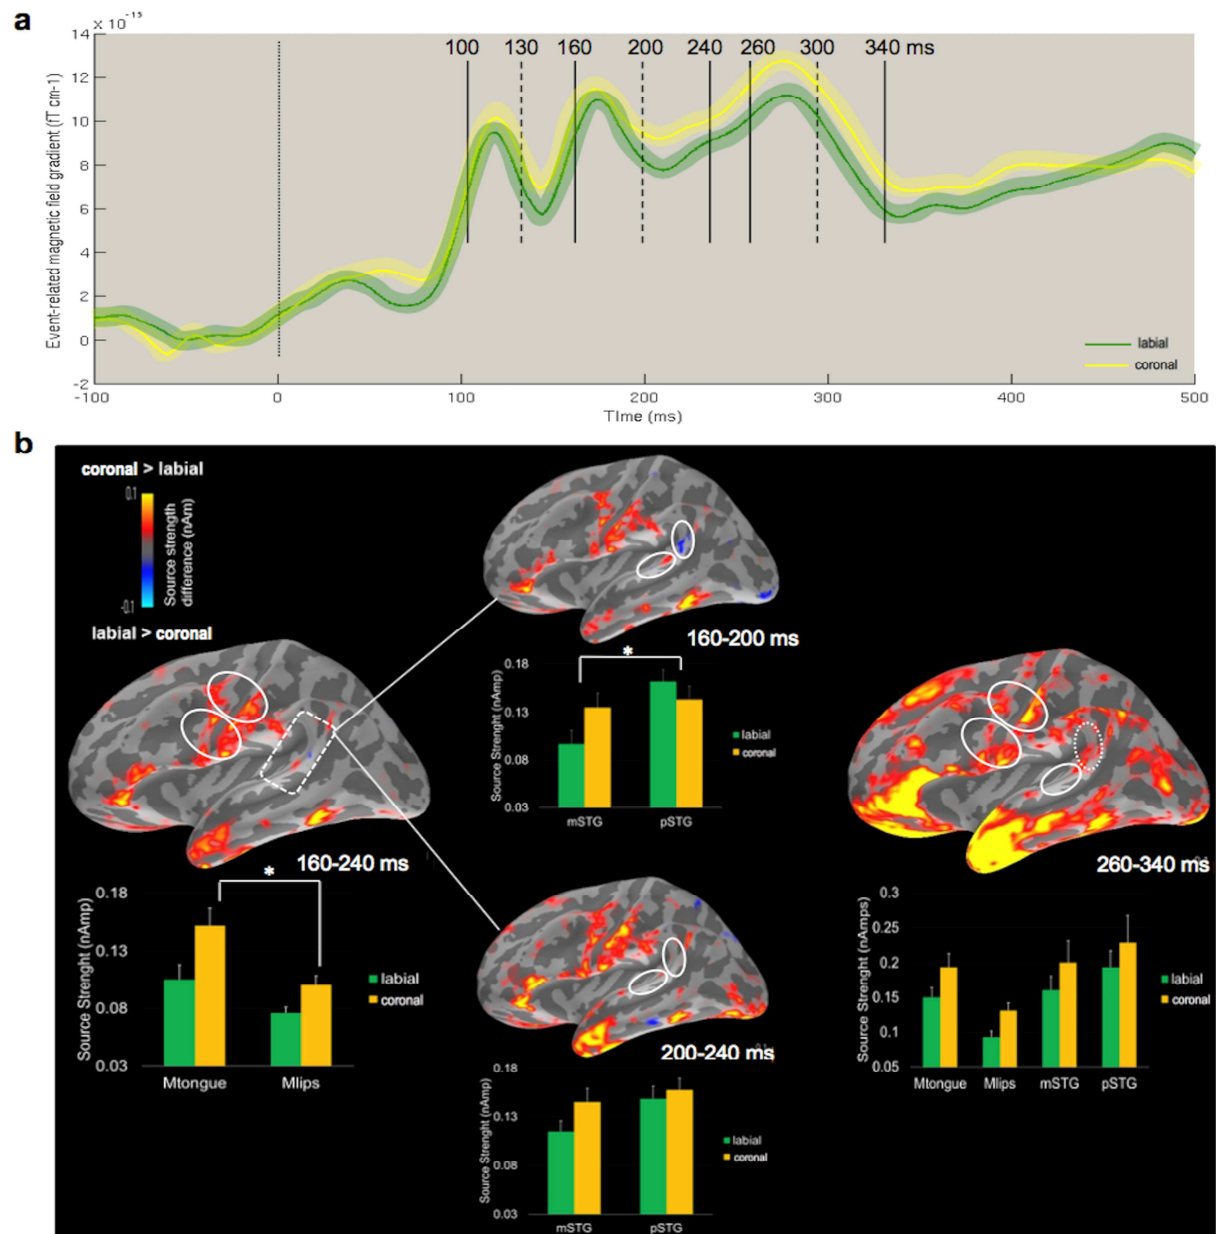 a
x 10⁻¹³
14
12
10
8
6
4
2
0
-2
Event-related magnetic field gradient (fT cm-1)
100 130 160 200 240 260 300 340 ms
labial
coronal
-100 0 100 200 300 400 500
TIme (ms)
b
coronal > labial
0.1
-0.1
Source strength
difference (nAm)
labial > coronal
160-200 ms
Source Strenght (nAmp)
0.18
0.13
0.08
0.03
*
labial
coronal
mSTG pSTG
160-240 ms
Source Strenght (nAmp)
0.18
0.13
0.08
0.03
*
labial
coronal
Mtongue Mlips
200-240 ms
Source Strenght (nAmp)
0.18
0.13
0.08
0.03
labial
coronal
mSTG pSTG
260-340 ms
Source Strenght (nAmps)
0.3
0.25
0.2
0.15
0.1
0.05
labial
coronal
Mtongue Mlips mSTG pSTG